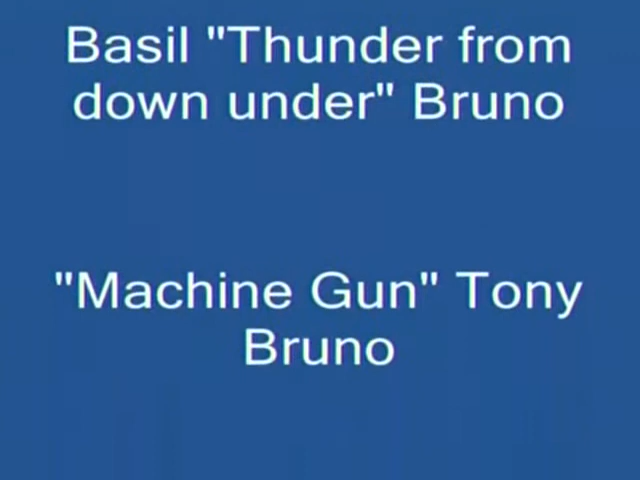 Basil "Thunder from
down under" Bruno
"Machine Gun" Tony
Bruno